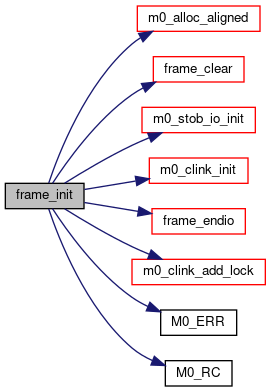 m0_alloc_aligned
frame_clear
m0_stob_io_init
m0_clink_init
frame_init
frame_endio
m0_clink_add_lock
M0_ERR
M0_RC